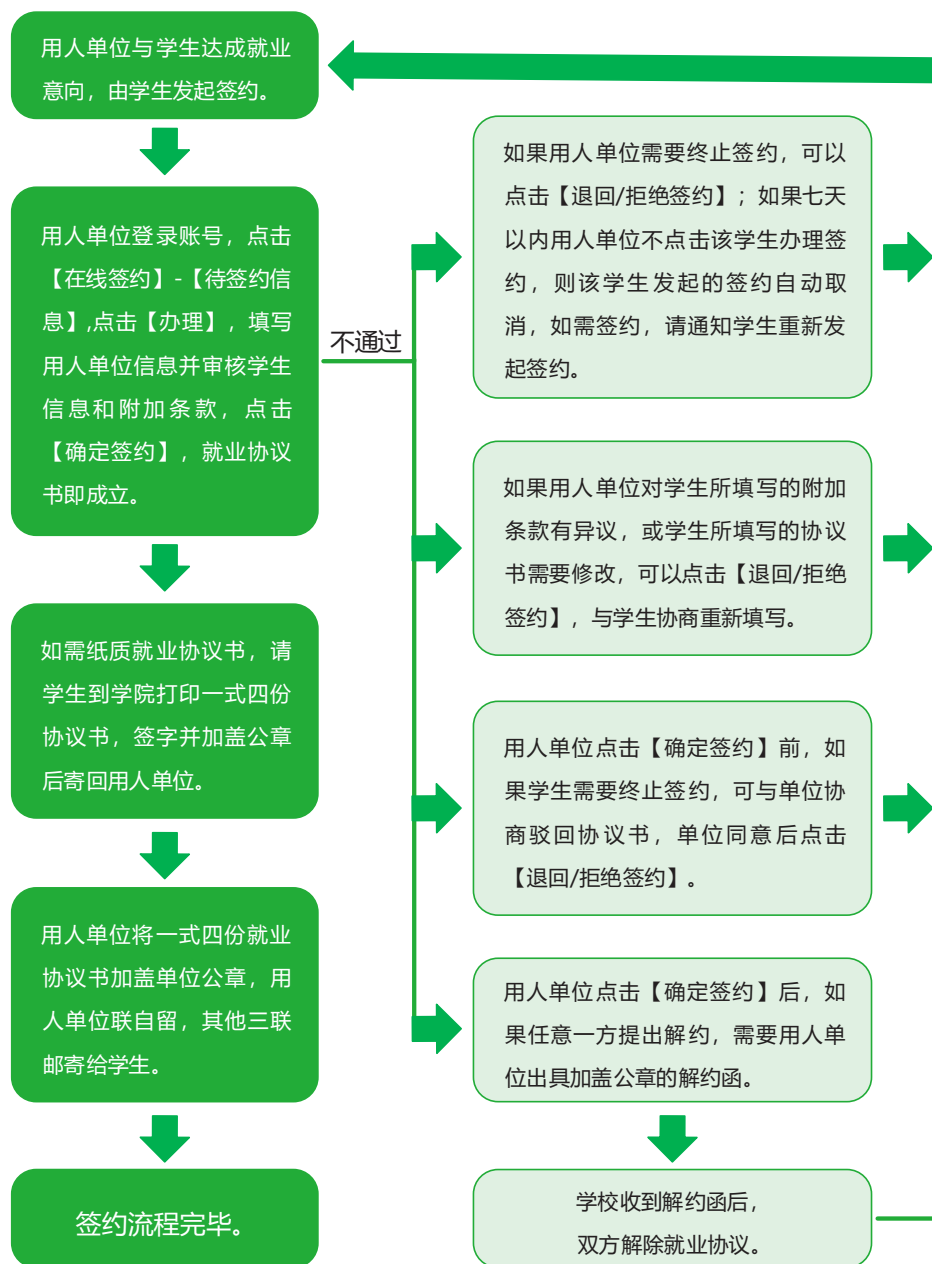 用人单位与学生达成就业
意向，由学生发起签约。
用人单位登录账号，点击
【在线签约】-【待签约信
息】,点击【办理】，填写
用人单位信息并审核学生
信息和附加条款，点击
【确定签约】，就业协议
书即成立。
如需纸质就业协议书，请
学生到学院打印一式四份
协议书，签字并加盖公章
后寄回用人单位。
用人单位将一式四份就业
协议书加盖单位公章，用
人单位联自留，其他三联
邮寄给学生。
签约流程完毕。
不通过
如果用人单位需要终止签约，可以
点击【退回/拒绝签约】；如果七天
以内用人单位不点击该学生办理签
约，则该学生发起的签约自动取
消，如需签约，请通知学生重新发
起签约。
如果用人单位对学生所填写的附加
条款有异议，或学生所填写的协议
书需要修改，可以点击【退回/拒绝
签约】，与学生协商重新填写。
用人单位点击【确定签约】前，如
果学生需要终止签约，可与单位协
商驳回协议书，单位同意后点击
【退回/拒绝签约】。
用人单位点击【确定签约】后，如
果任意一方提出解约，需要用人单
位出具加盖公章的解约函。
学校收到解约函后，
双方解除就业协议。